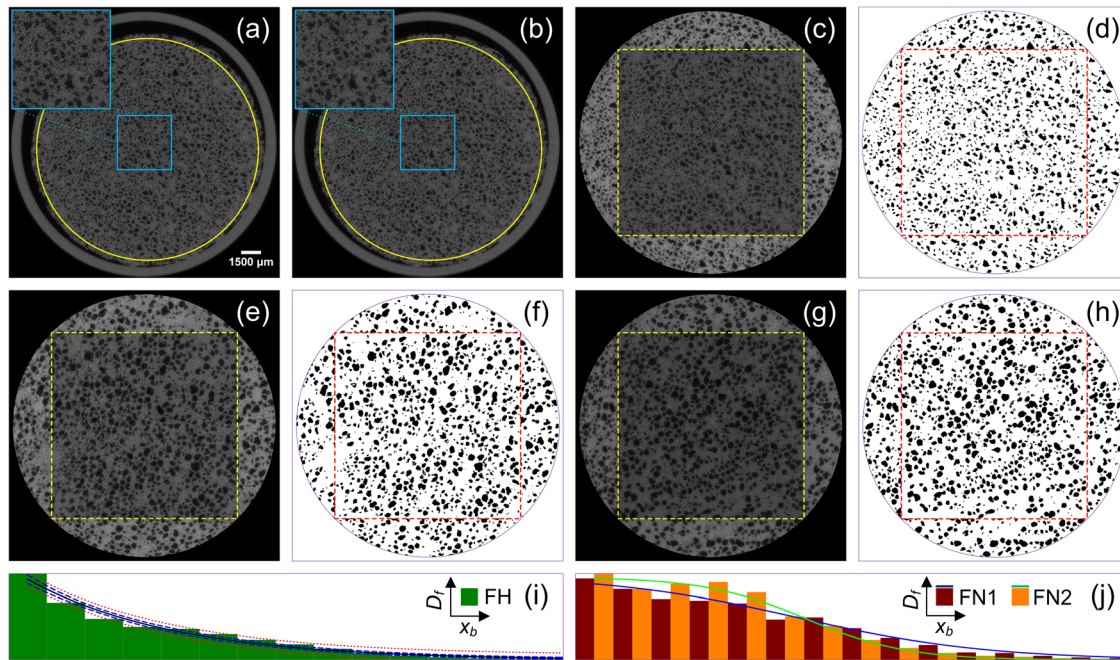 (a)
1500 µm
(b)
(c)
(d)
(e)
(f)
(g)
(h)
D_f
x_b
FH
(i)
D_f
x_b
FN1
FN2
(j)